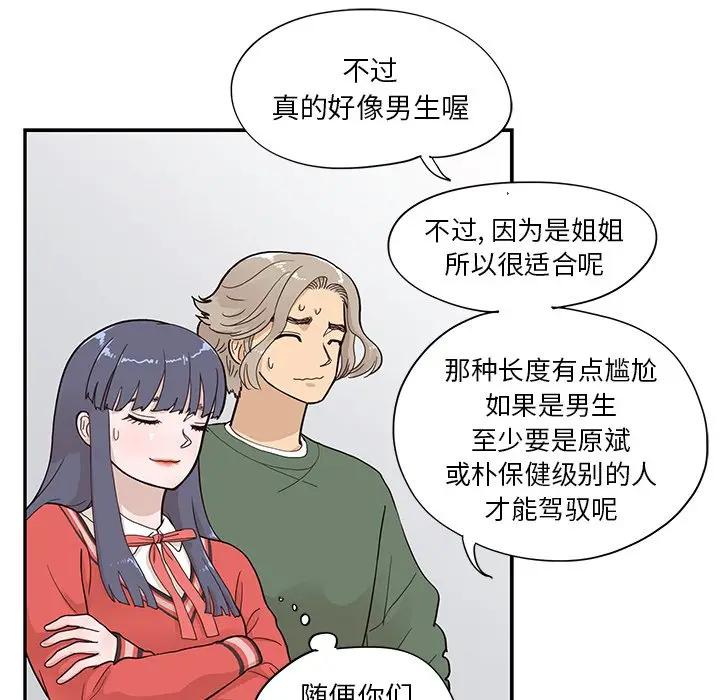 不过
真的好像男生喔
不过, 因为是姐姐
所以很适合呢
那种长度有点尴尬
如果是男生
至少要是原斌
或朴保健级别的人
才能驾驭呢
随便你们